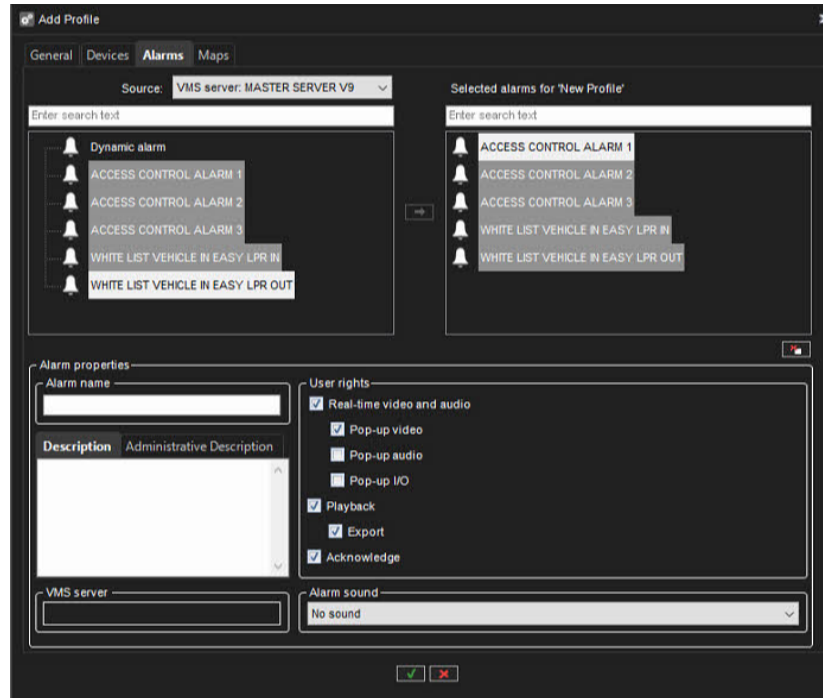 Add Profile
General Devices Alarms Maps
Source: VMS server: MASTER SERVER V9
Selected alarms for 'New Profile'
Enter search text
Enter search text
Dynamic alarm
ACCESS CONTROL ALARM 1
ACCESS CONTROL ALARM 2
ACCESS CONTROL ALARM 3
WHITE LIST VEHICLE IN EASY LPR IN
WHITE LIST VEHICLE IN EASY LPR OUT
ACCESS CONTROL ALARM 1
ACCESS CONTROL ALARM 2
ACCESS CONTROL ALARM 3
WHITE LIST VEHICLE IN EASY LPR IN
WHITE LIST VEHICLE IN EASY LPR OUT
Alarm properties
Alarm name
Description Administrative Description
VMS server
User rights
Real-time video and audio
Pop-up video
Pop-up audio
Pop-up I/O
Playback
Export
Acknowledge
Alarm sound
No sound